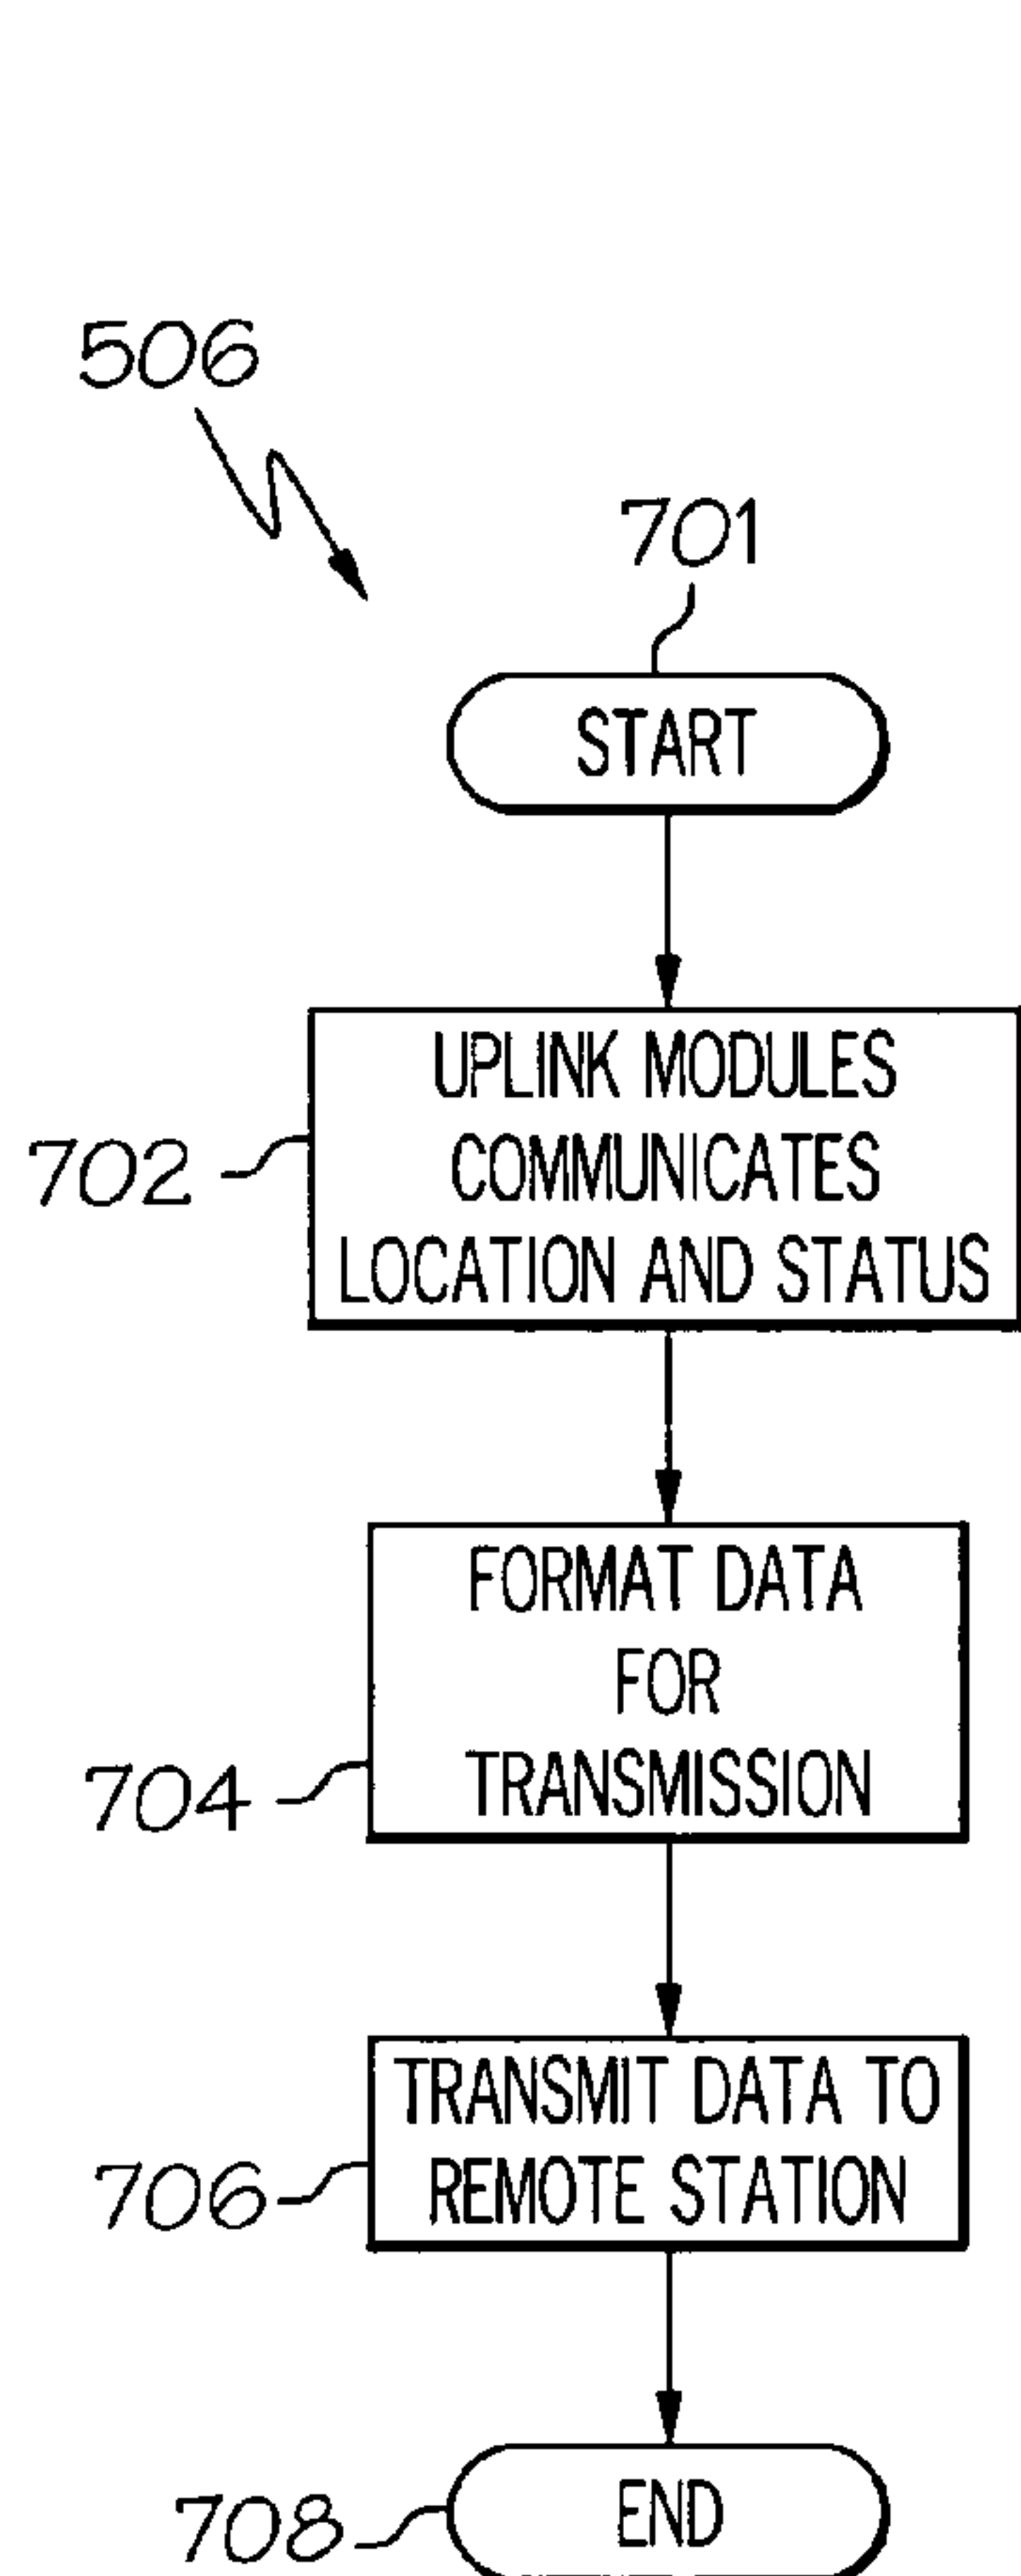 506
701
START
702
UPLINK MODULES
COMMUNICATES
LOCATION AND STATUS
704
FORMAT DATA
FOR
TRANSMISSION
706
TRANSMIT DATA TO
REMOTE STATION
708
END